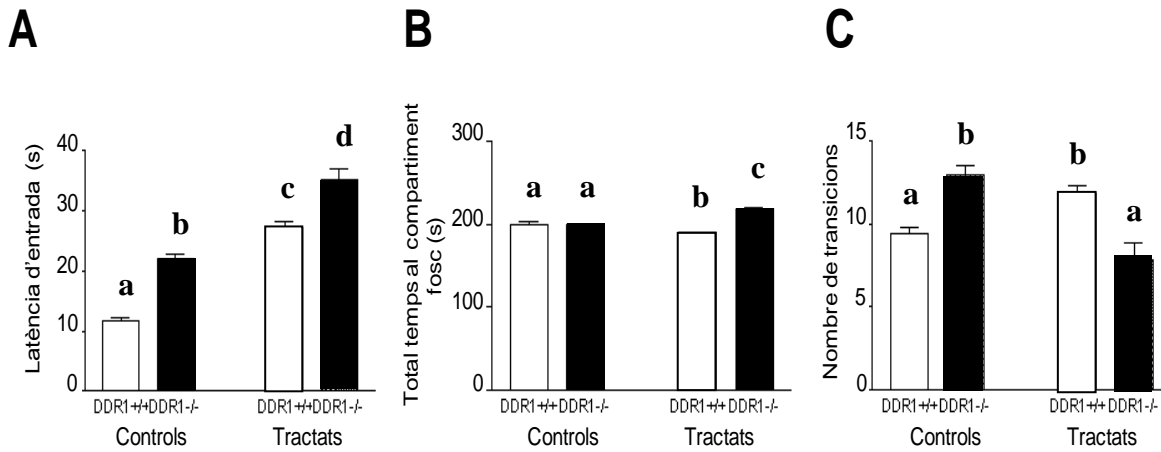 A
Latència d'entrada (s)
40
30
20
10
0
a
b
c
d
DDR1+/+DDR1-/-
DDR1+/+DDR1-/-
Controls
Tractats
B
Total temps al compartiment
fosc (s)
300
200
100
0
a
a
b
c
DDR1+/+ DDR1-/-
DDR1+/+ DDR1-/-
Controls
Tractats
C
Nombre de transicions
15
10
5
0
a
b
b
a
DDR1+/+ DDR1-/-
DDR1+/+ DDR1-/-
Controls
Tractats